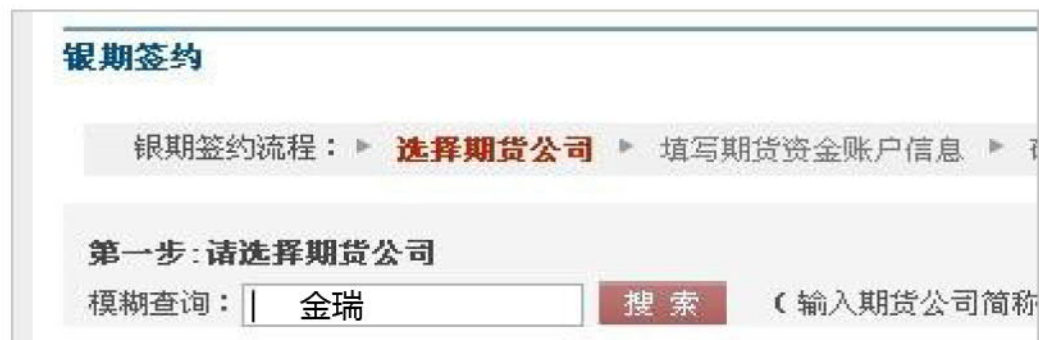 银期签约
银期签约流程：▶ 选择期货公司 ▶ 填写期货资金账户信息 ▶
第一步:请选择期货公司
模糊查询： 金瑞 搜 索 （输入期货公司简称